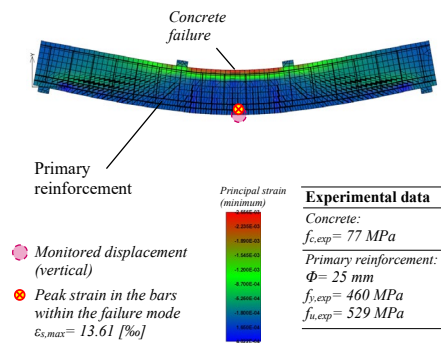 Concrete
failure
Primary
reinforcement
Principal strain
(minimum)
Monitored displacement
(vertical)
Peak strain in the bars
within the failure mode
εs,max= 13.61 [‰]
Experimental data
Concrete:
fc,exp= 77 MPa
Primary reinforcement:
Φ= 25 mm
fy,exp= 460 MPa
fu,exp= 529 MPa